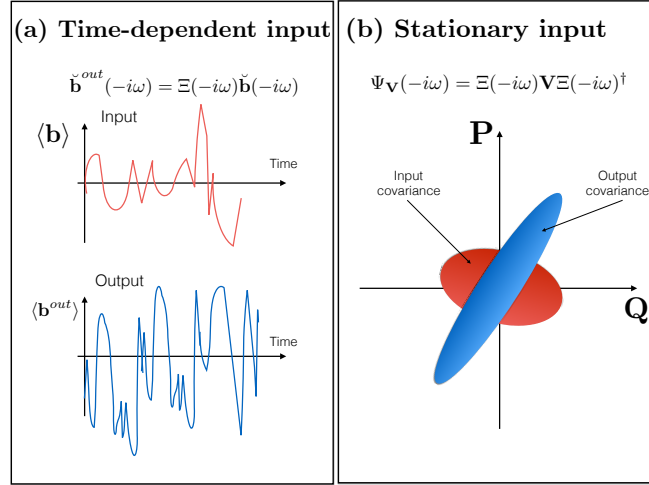 (a) Time-dependent input
b̆^{out}(-iω) = Ξ(-iω)b̆(-iω)
Input
⟨b⟩
Time
Output
⟨b^{out}⟩
Time
(b) Stationary input
Ψ_V(-iω) = Ξ(-iω)VΞ(-iω)†
P
Input
covariance
Output
covariance
Q